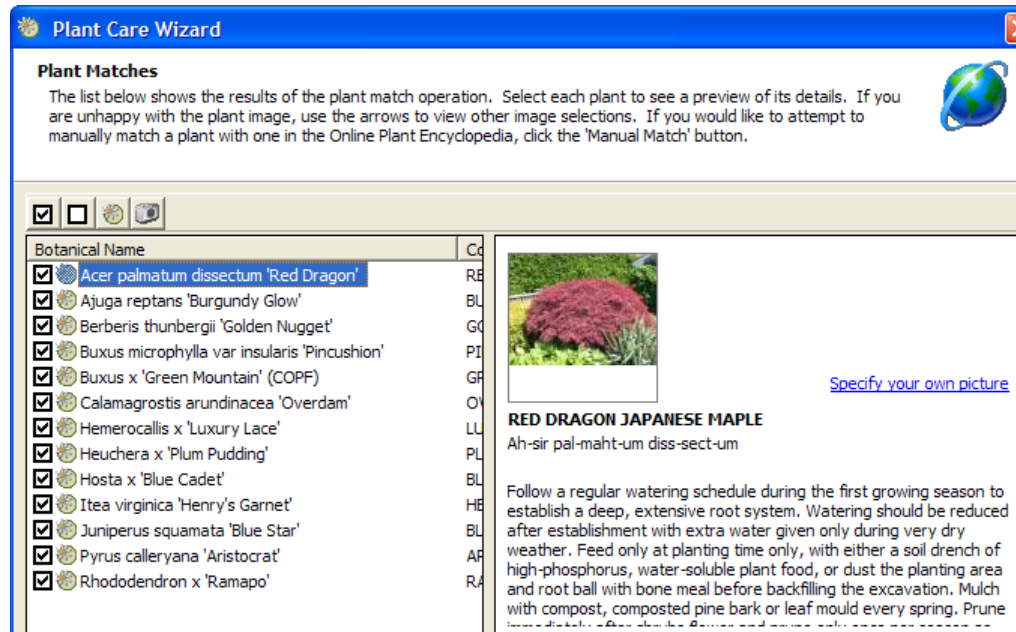 Plant Care Wizard
Plant Matches
The list below shows the results of the plant match operation. Select each plant to see a preview of its details. If you
are unhappy with the plant image, use the arrows to view other image selections. If you would like to attempt to
manually match a plant with one in the Online Plant Encyclopedia, click the 'Manual Match' button.
Botanical Name
Acer palmatum dissectum 'Red Dragon'
Ajuga reptans 'Burgundy Glow'
Berberis thunbergii 'Golden Nugget'
Buxus microphylla var insularis 'Pincushion'
Buxus x 'Green Mountain' (COPF)
Calamagrostis arundinacea 'Overdam'
Hemerocallis x 'Luxury Lace'
Heuchera x 'Plum Pudding'
Hosta x 'Blue Cadet'
Itea virginica 'Henry's Garnet'
Juniperus squamata 'Blue Star'
Pyrus calleryana 'Aristocrat'
Rhododendron x 'Ramapo'
Specify your own picture
RED DRAGON JAPANESE MAPLE
Ah-sir pal-maht-um diss-sect-um
Follow a regular watering schedule during the first growing season to
establish a deep, extensive root system. Watering should be reduced
after establishment with extra water given only during very dry
weather. Feed only at planting time only, with either a soil drench of
high-phosphorus, water-soluble plant food, or dust the planting area
and root ball with bone meal before backfilling the excavation. Mulch
with compost, composted pine bark or leaf mould every spring. Prune